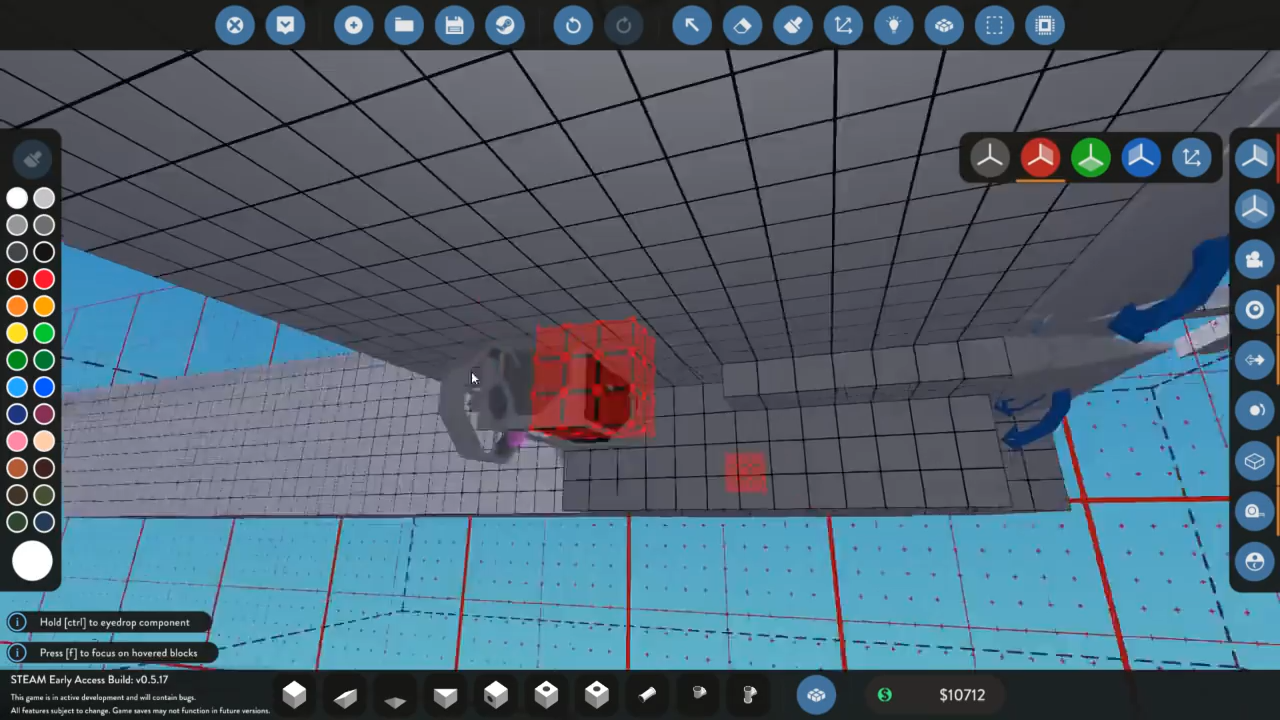 Hold [ctrl] to eyedrop component
Press [f] to focus on hovered blocks
STEAM Early Access Build: v0.5.17
This game is in active development and will contain bugs.
All features subject to change. Game saves may not function in future versions.
$10712